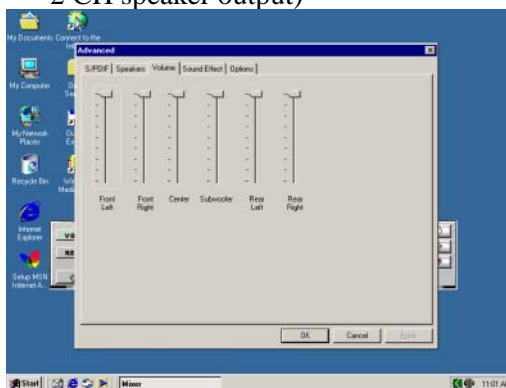 2 CH speaker output)
My Documents
Connect to the
Advanced
S/PDIF
Speakers
Volume
Sound Effect
Options
My Computer
My Network
Places
Recycle Bin
Internet
Explorer
Setup MSN
Internet A...
Front
Left
Front
Right
Center
Subwoofer
Rear
Left
Rear
Right
OK
Cancel
Apply
Start
Mixer
11:01 A